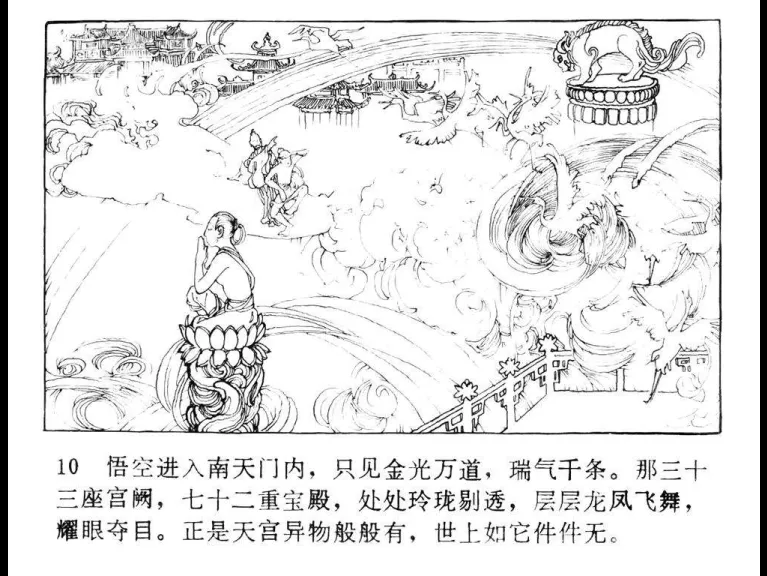 10 悟空进入南天门内，只见金光万道，瑞气千条。那三十
三座宫阙，七十二重宝殿，处处玲珑剔透，层层龙凤飞舞，
耀眼夺目。正是天宫异物般般有，世上如它件件无。